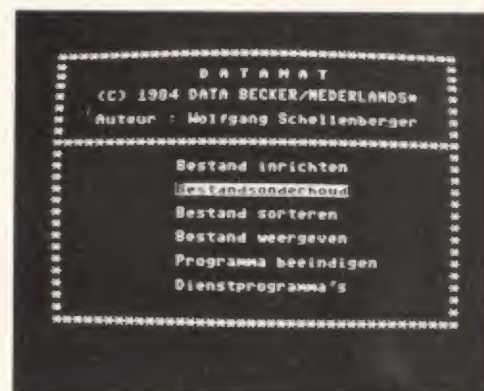 D A T A M A T
(C) 1984 DATA BECKER/NEDERLANDS*
Auteur : Wolfgang Schellenberger
Bestand inrichten
Bestandsonderhoud
Bestand sorteren
Bestand weergeven
Programma beeindigen
Dienstprogramma's